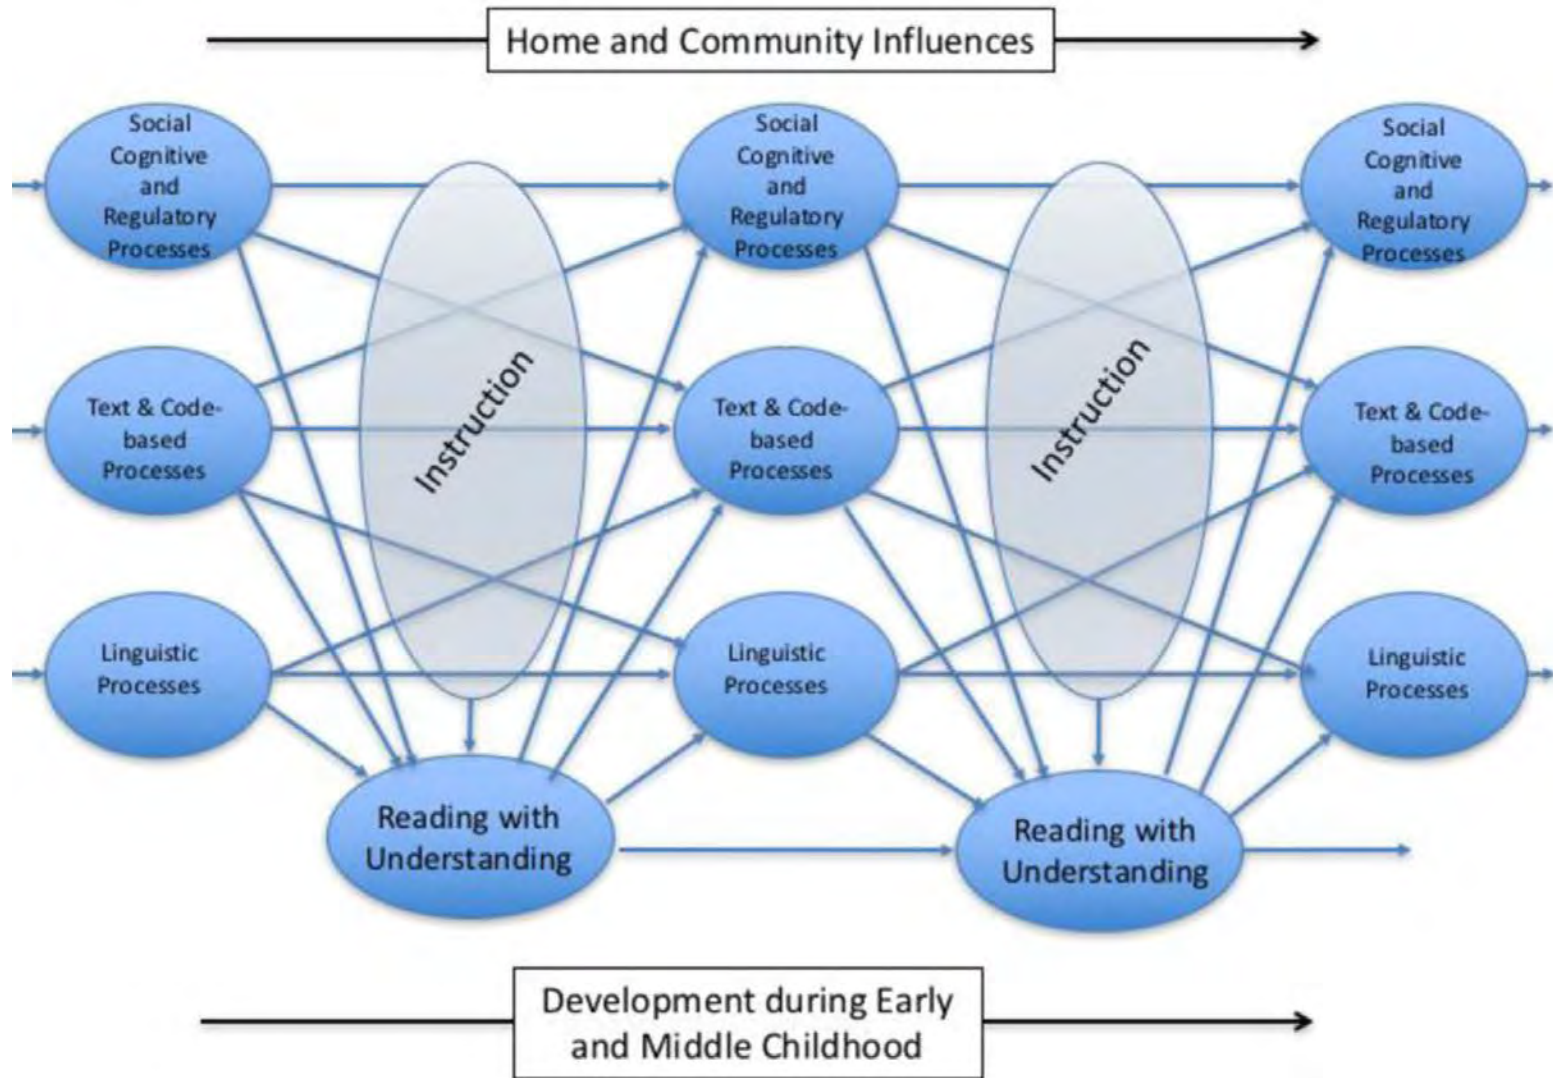 Home and Community Influences
Social
Cognitive
and
Regulatory
Processes
Social
Cognitive
and
Regulatory
Processes
Social
Cognitive
and
Regulatory
Processes
Text & Code-
based
Processes
Instruction
Text & Code-
based
Processes
Instruction
Text & Code-
based
Processes
Linguistic
Processes
Linguistic
Processes
Linguistic
Processes
Reading with
Understanding
Reading with
Understanding
Development during Early
and Middle Childhood